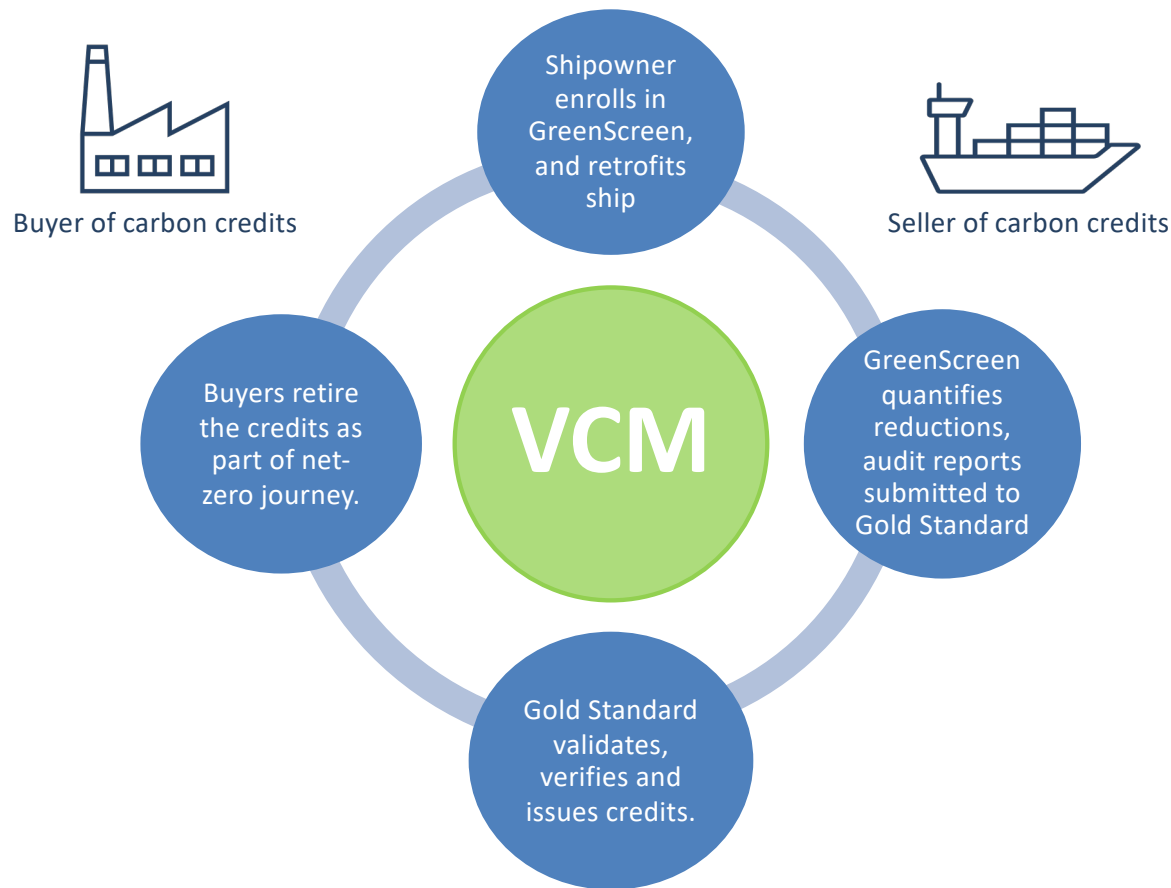 Shipowner
enrolls in
GreenScreen,
and retrofits
ship
Buyer of carbon credits
Seller of carbon credits
Buyers retire
the credits as
part of net-
zero journey.
VCM
GreenScreen
quantifies
reductions,
audit reports
submitted to
Gold Standard
Gold Standard
validates,
verifies and
issues credits.